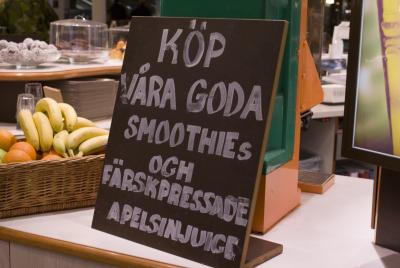 KÖP
VÅRA GODA
SMOOTHIEs
OCH
FÄRSKPRESSADE
APELSINJUICE